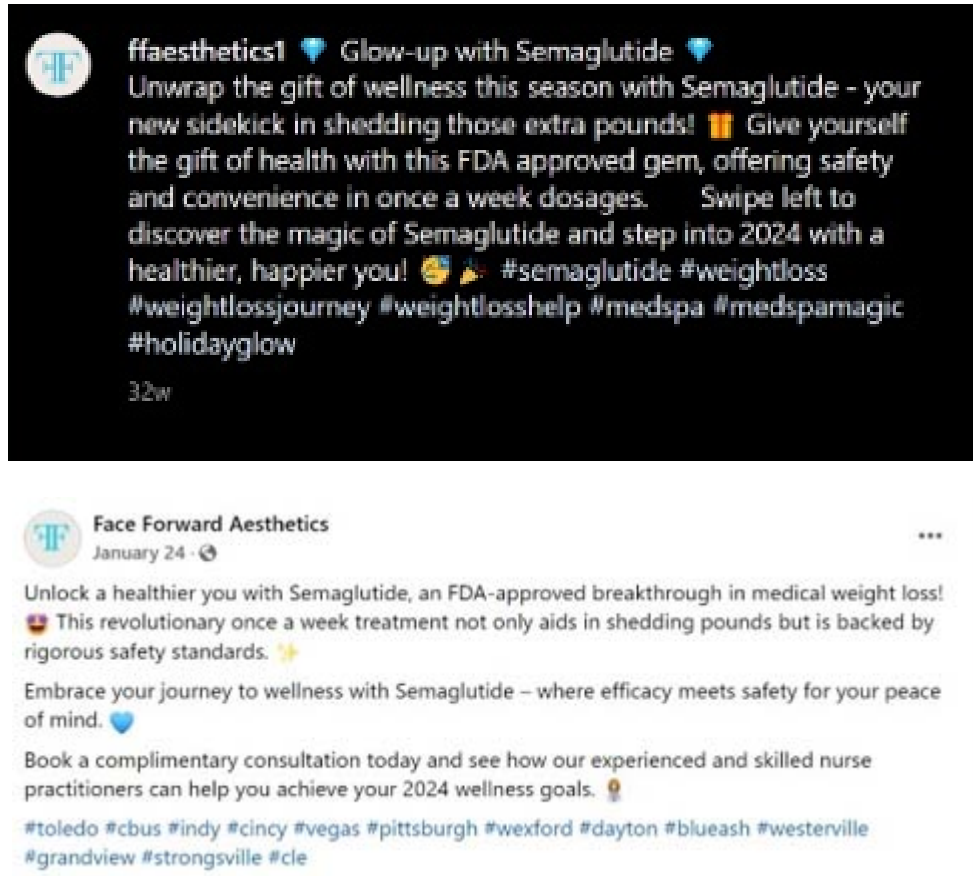 ffaesthetics1 💎 Glow-up with Semaglutide 💎
Unwrap the gift of wellness this season with Semaglutide - your
new sidekick in shedding those extra pounds! 🎁 Give yourself
the gift of health with this FDA approved gem, offering safety
and convenience in once a week dosages. Swipe left to
discover the magic of Semaglutide and step into 2024 with a
healthier, happier you! 🥳 🎉 #semaglutide #weightloss
#weightlossjourney #weightlosshelp #medspa #medspamagic
#holidayglow
32w
Face Forward Aesthetics
January 24 ·
Unlock a healthier you with Semaglutide, an FDA-approved breakthrough in medical weight loss!
🤩 This revolutionary once a week treatment not only aids in shedding pounds but is backed by
rigorous safety standards. ✨
Embrace your journey to wellness with Semaglutide – where efficacy meets safety for your peace
of mind. 💙
Book a complimentary consultation today and see how our experienced and skilled nurse
practitioners can help you achieve your 2024 wellness goals.
#toledo #cbus #indy #cincy #vegas #pittsburgh #wexford #dayton #blueash #westerville
#grandview #strongsville #cle